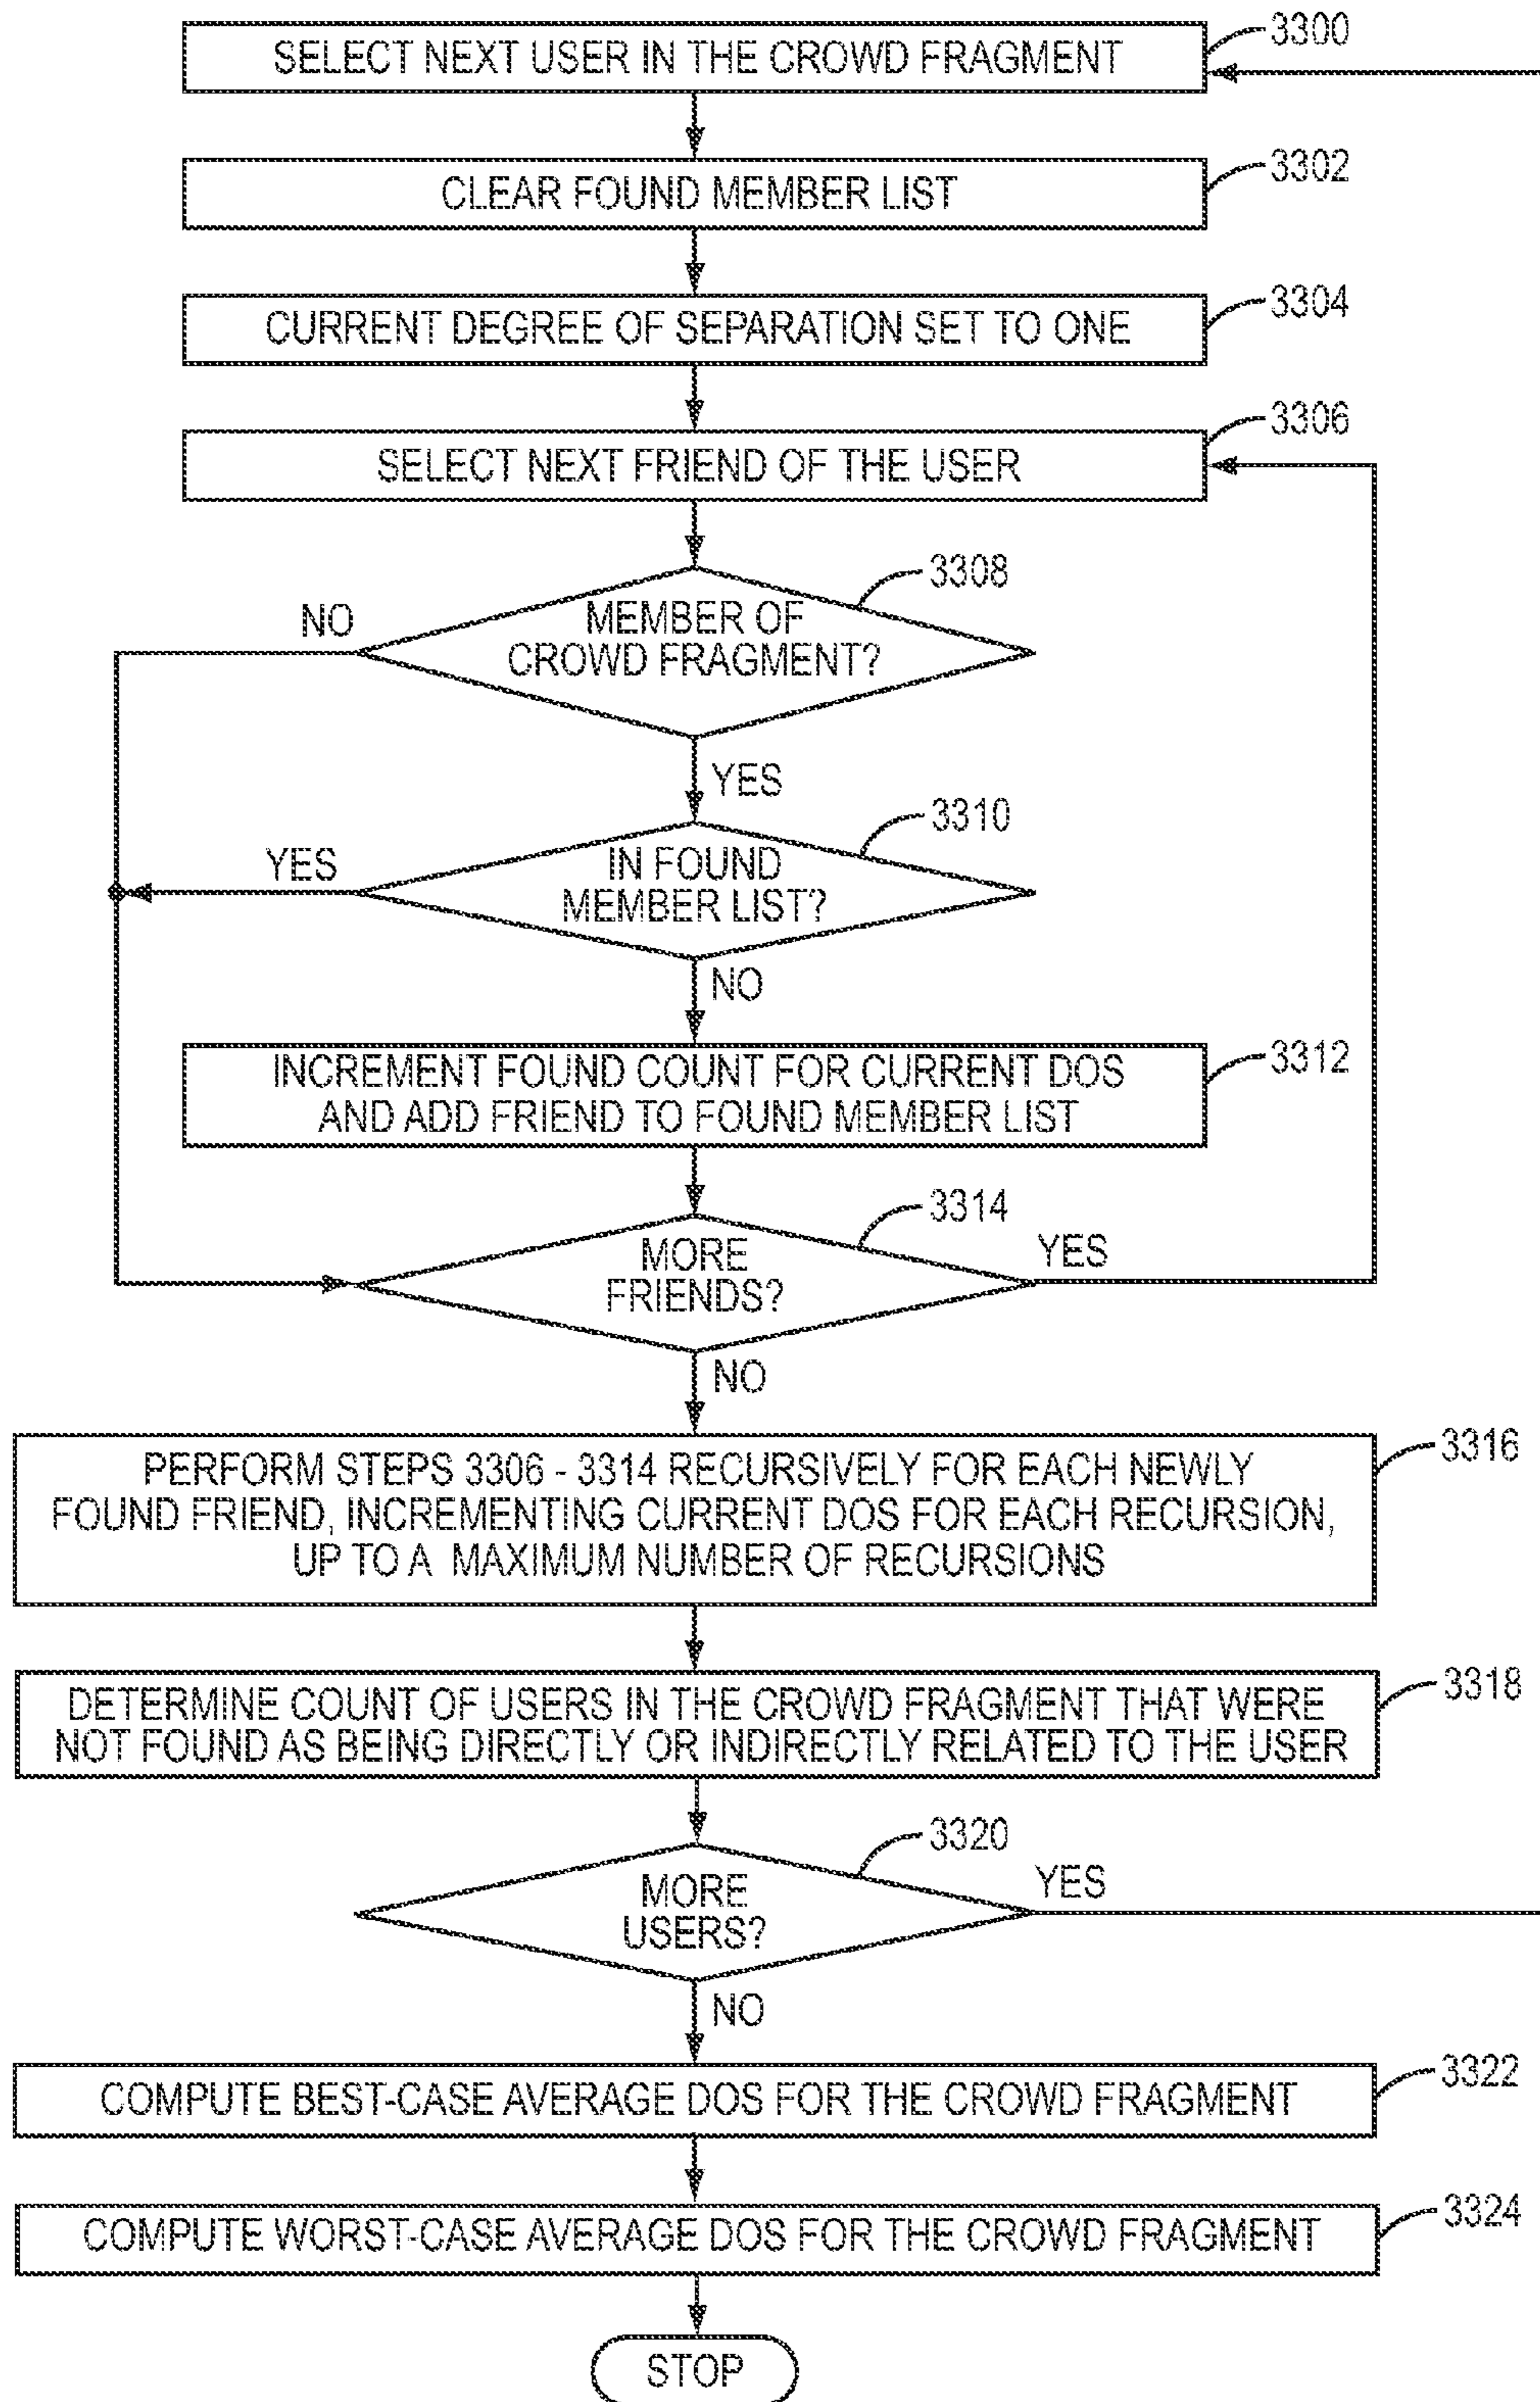 3300
SELECT NEXT USER IN THE CROWD FRAGMENT
3302
CLEAR FOUND MEMBER LIST
3304
CURRENT DEGREE OF SEPARATION SET TO ONE
3306
SELECT NEXT FRIEND OF THE USER
3308
NO
MEMBER OF
CROWD FRAGMENT?
YES
3310
YES
IN FOUND
MEMBER LIST?
NO
INCREMENT FOUND COUNT FOR CURRENT DOS
3312
AND ADD FRIEND TO FOUND MEMBER LIST
3314
MORE
YES
FRIENDS?
NO
3316
PERFORM STEPS 3306 - 3314 RECURSIVELY FOR EACH NEWLY
FOUND FRIEND, INCREMENTING CURRENT DOS FOR EACH RECURSION,
UP TO A MAXIMUM NUMBER OF RECURSIONS
3318
DETERMINE COUNT OF USERS IN THE CROWD FRAGMENT THAT WERE
NOT FOUND AS BEING DIRECTLY OR INDIRECTLY RELATED TO THE USER
3320
MORE
YES
USERS?
NO
3322
COMPUTE BEST-CASE AVERAGE DOS FOR THE CROWD FRAGMENT
3324
COMPUTE WORST-CASE AVERAGE DOS FOR THE CROWD FRAGMENT
STOP